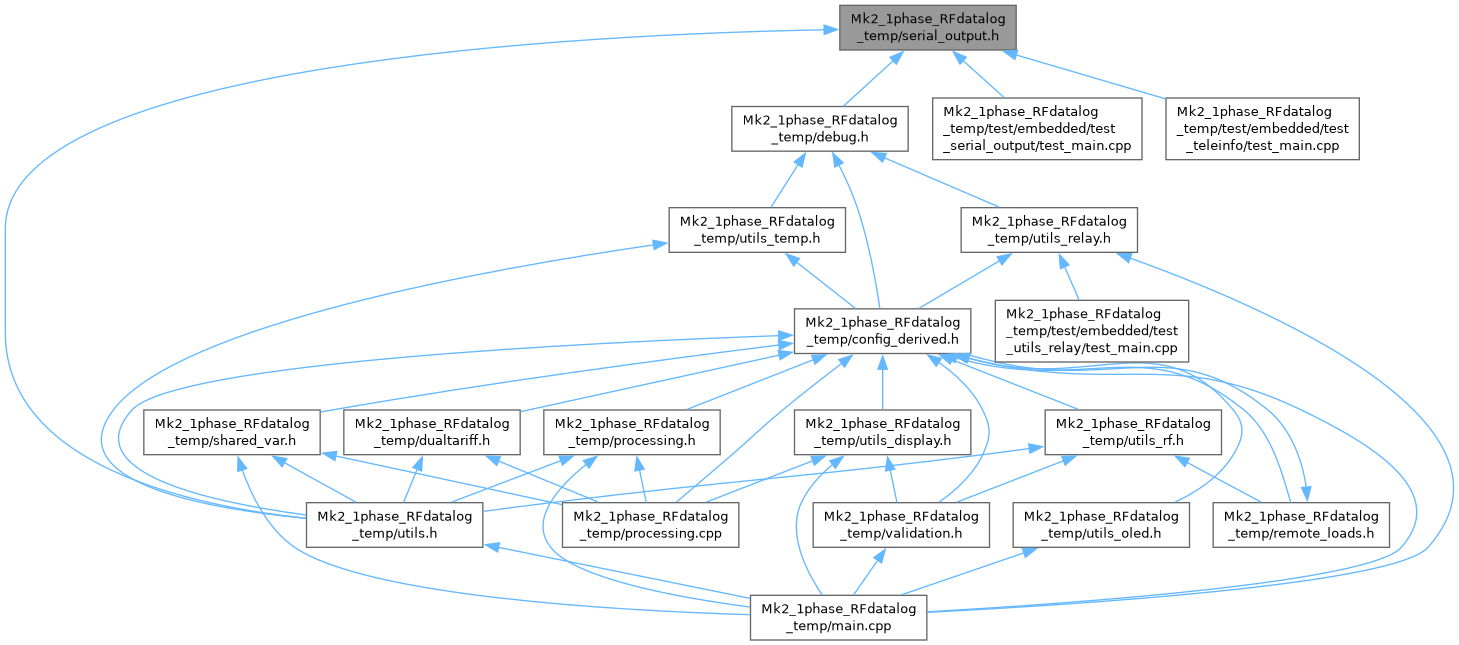 Mk2_1phase_RFdatalog
_temp/serial_output.h
Mk2_1phase_RFdatalog
_temp/debug.h
Mk2_1phase_RFdatalog
_temp/test/embedded/test
_serial_output/test_main.cpp
Mk2_1phase_RFdatalog
_temp/test/embedded/test
_teleinfo/test_main.cpp
Mk2_1phase_RFdatalog
_temp/utils_temp.h
Mk2_1phase_RFdatalog
_temp/utils_relay.h
Mk2_1phase_RFdatalog
_temp/config_derived.h
Mk2_1phase_RFdatalog
_temp/test/embedded/test
_utils_relay/test_main.cpp
Mk2_1phase_RFdatalog
_temp/shared_var.h
Mk2_1phase_RFdatalog
_temp/dualtariff.h
Mk2_1phase_RFdatalog
_temp/processing.h
Mk2_1phase_RFdatalog
_temp/utils_display.h
Mk2_1phase_RFdatalog
_temp/utils_rf.h
Mk2_1phase_RFdatalog
_temp/utils.h
Mk2_1phase_RFdatalog
_temp/processing.cpp
Mk2_1phase_RFdatalog
_temp/validation.h
Mk2_1phase_RFdatalog
_temp/utils_oled.h
Mk2_1phase_RFdatalog
_temp/remote_loads.h
Mk2_1phase_RFdatalog
_temp/main.cpp